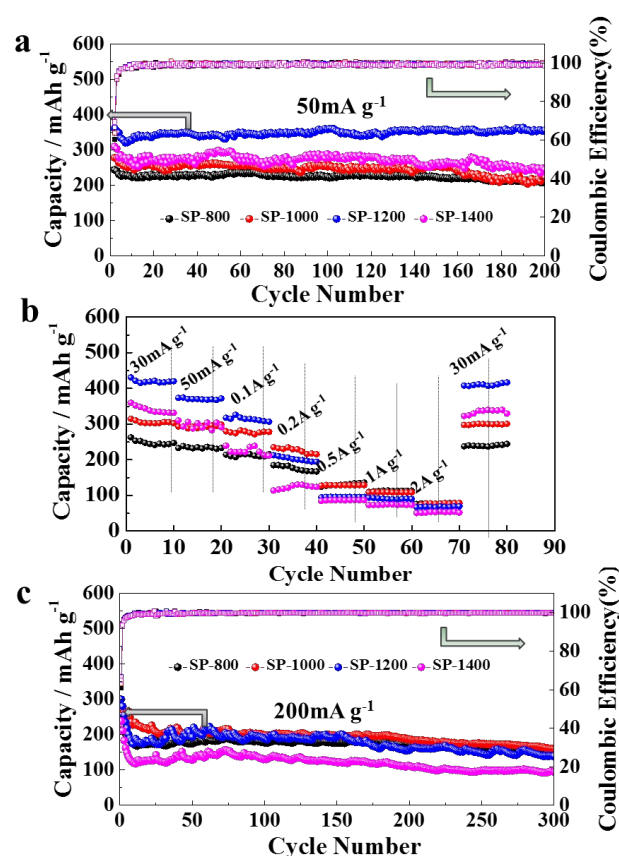 a
600
500
400
300
200
100
0
Capacity / mAh g-1
100
80
60
40
20
0
Coulombic Efficiency(%)
50mA g-1
SP-800 SP-1000 SP-1200 SP-1400
0 20 40 60 80 100 120 140 160 180 200
Cycle Number
b
600
500
400
300
200
100
0
Capacity / mAh g-1
30mA g-1
50mA g-1
0.1A g-1
0.2A g-1
0.5A g-1
1A g-1
2A g-1
30mA g-1
0 10 20 30 40 50 60 70 80 90
Cycle Number
c
600
500
400
300
200
100
0
Capacity / mAh g-1
100
80
60
40
20
0
Coulombic Efficiency(%)
SP-800 SP-1000 SP-1200 SP-1400
200mA g-1
0 50 100 150 200 250 300
Cycle Number